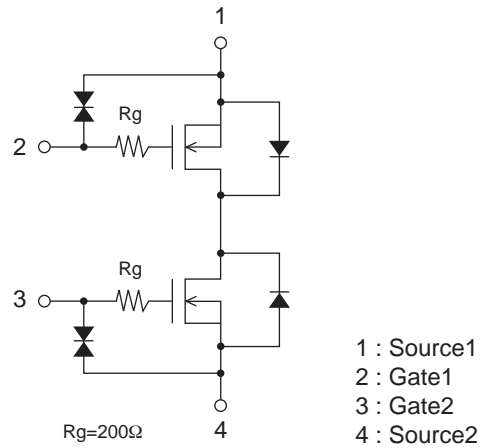 1
Rg
2
Rg
3
1 : Source1
2 : Gate1
3 : Gate2
4 : Source2
Rg=200Ω
4